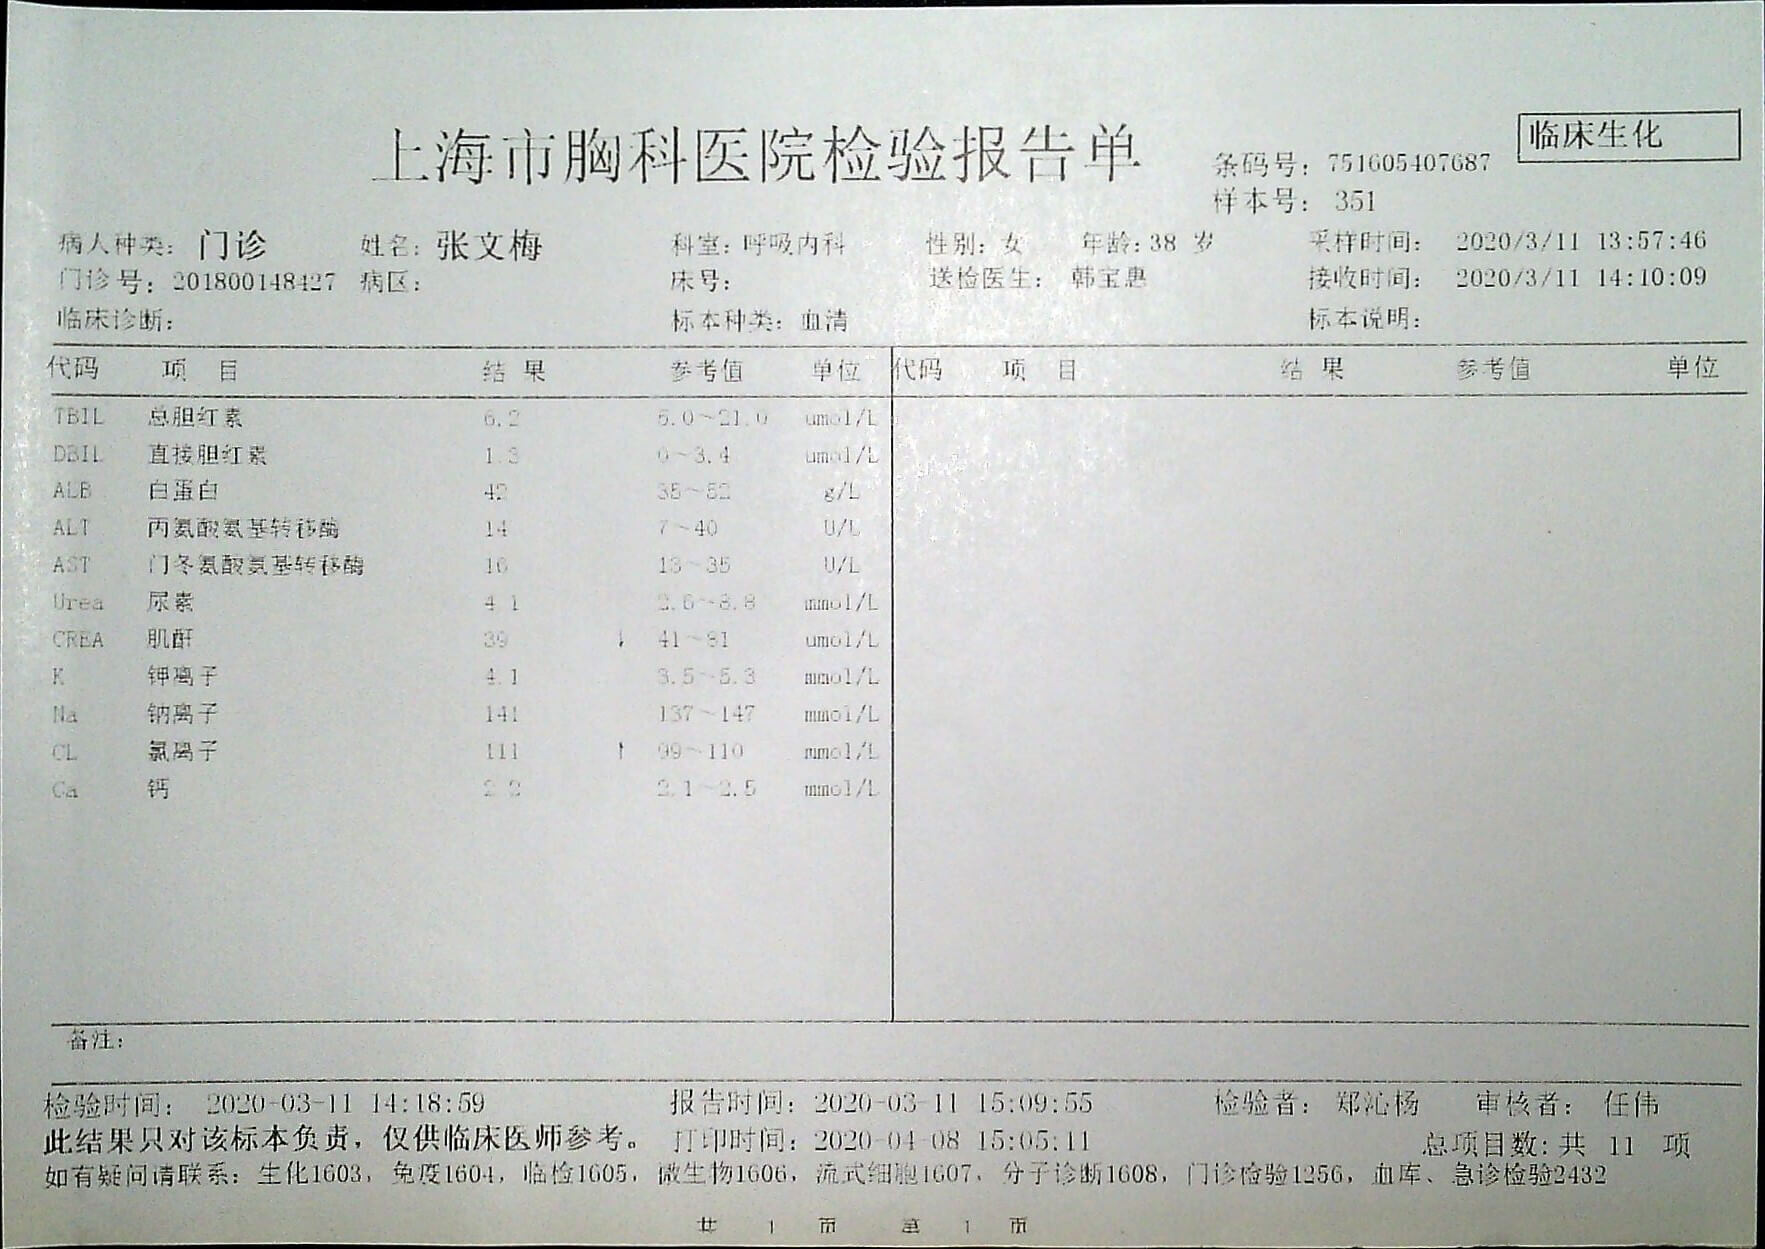 上海市胸科医院检验报告单
临床生化
条码号: 751605407687
样本号: 351
病人种类: 门诊 姓名: 张文梅 科室: 呼吸内科 性别: 女 年龄: 38 岁 采样时间: 2020/3/11 13:57:46
门诊号: 201800148427 病区: 床号: 送检医生: 韩宝惠 接收时间: 2020/3/11 14:10:09
临床诊断: 标本种类: 血清 标本说明:
代码 项 目 结 果 参考值 单位 代码 项 目 结 果 参考值 单位
TBIL 总胆红素 6.2 5.0~21.0 umol/L
DBIL 直接胆红素 1.3 0~3.4 umol/L
ALB 白蛋白 42 35~52 g/L
ALT 丙氨酸氨基转移酶 14 7~40 U/L
AST 门冬氨酸氨基转移酶 16 13~35 U/L
Urea 尿素 4.1 2.6~8.8 mmol/L
CREA 肌酐 39 ↓ 41~81 umol/L
K 钾离子 4.1 3.5~5.3 mmol/L
Na 钠离子 141 137~147 mmol/L
CL 氯离子 111 ↑ 99~110 mmol/L
Ca 钙 2.2 2.1~2.5 mmol/L
备注:
检验时间: 2020-03-11 14:18:59 报告时间: 2020-03-11 15:09:55 检验者: 郑沁杨 审核者: 任伟
此结果只对该标本负责，仅供临床医师参考。 打印时间: 2020-04-08 15:05:11 总项目数: 共 11 项
如有疑问请联系: 生化1603, 免疫1604, 临检1605, 微生物1606, 流式细胞1607, 分子诊断1608, 门诊检验1256, 血库、急诊检验2432
共 1 页 第 1 页